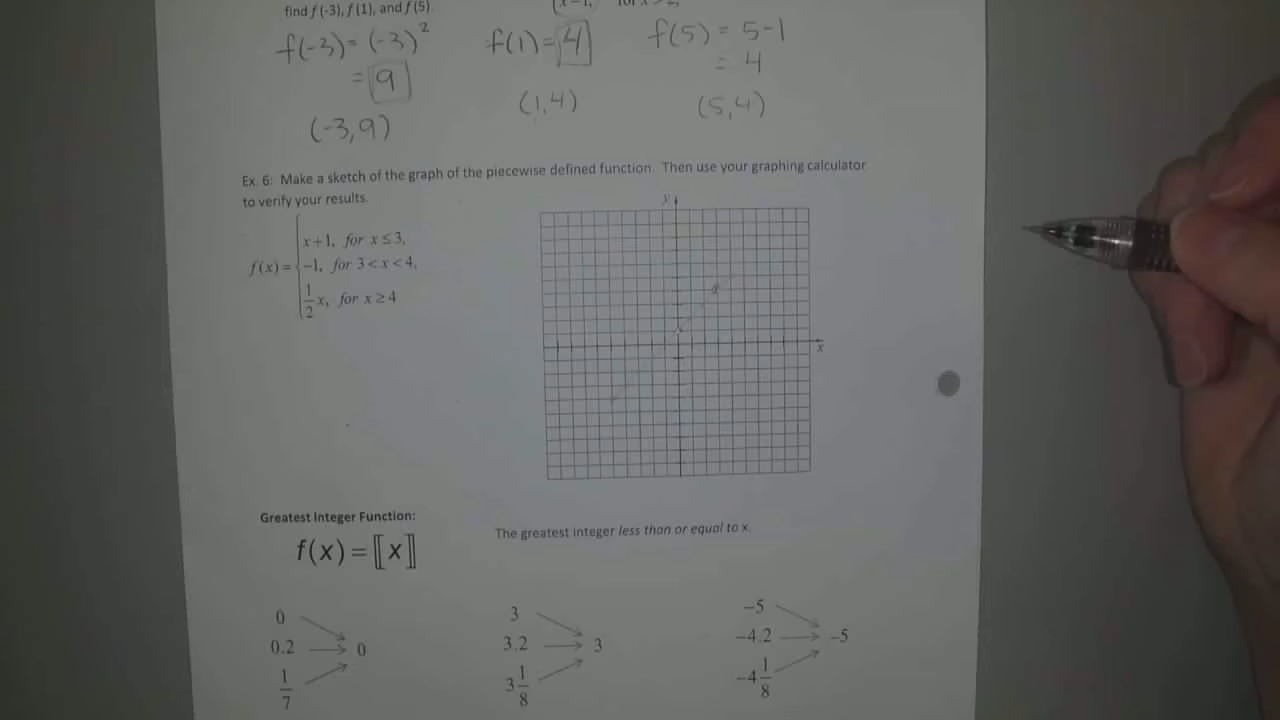 find f (-3), f (1), and f (5).
f(-3) = (-3)²
= 9
(-3, 9)
f(1) = 4
(1, 4)
f(5) = 5-1
= 4
(5, 4)
Ex. 6: Make a sketch of the graph of the piecewise defined function. Then use your graphing calculator
to verify your results.
f(x) = { x+1, for x ≤ 3,
−1, for 3 < x < 4,
1/2 x, for x ≥ 4
y
x
Greatest Integer Function:
f(x) = ⟦x⟧
The greatest integer less than or equal to x.
0
0.2 → 0
1/7
3
3.2 → 3
3 1/8
−5
−4.2 → −5
−4 1/8